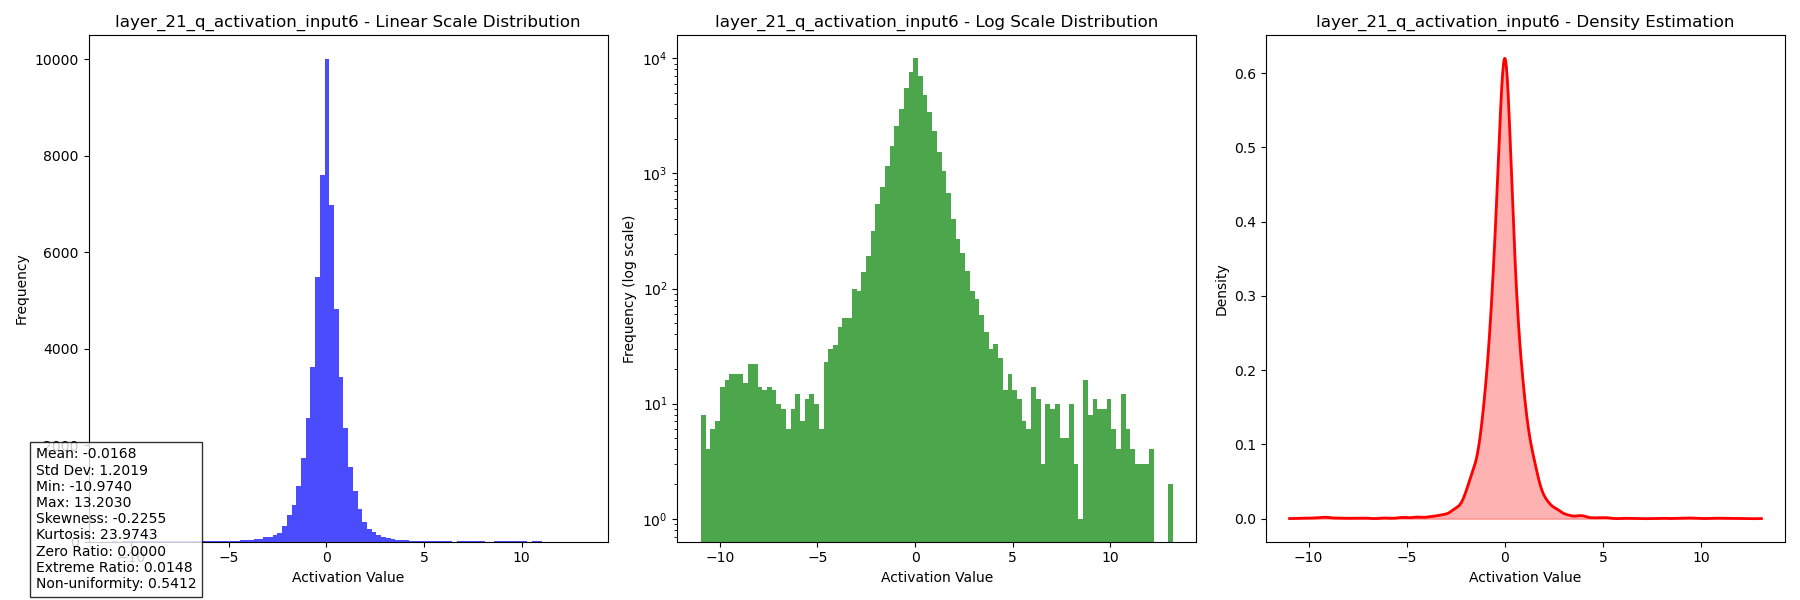 layer_21_q_activation_input6 - Linear Scale Distribution
10000
8000
6000
4000
2000
0
Frequency
−10
−5
0
5
10
Activation Value
Mean: -0.0168
Std Dev: 1.2019
Min: -10.9740
Max: 13.2030
Skewness: -0.2255
Kurtosis: 23.9743
Zero Ratio: 0.0000
Extreme Ratio: 0.0148
Non-uniformity: 0.5412
layer_21_q_activation_input6 - Log Scale Distribution
10⁴
10³
10²
10¹
10⁰
Frequency (log scale)
−10
−5
0
5
10
Activation Value
layer_21_q_activation_input6 - Density Estimation
0.6
0.5
0.4
0.3
0.2
0.1
0.0
Density
−10
−5
0
5
10
Activation Value